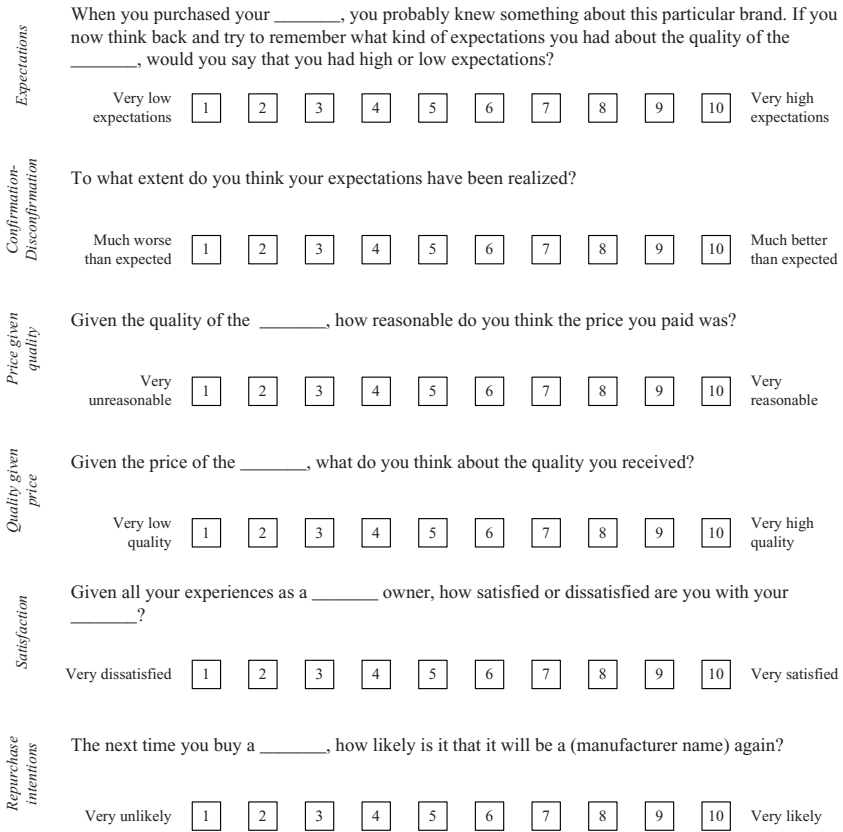 Expectations
When you purchased your _______, you probably knew something about this particular brand. If you
now think back and try to remember what kind of expectations you had about the quality of the
_______, would you say that you had high or low expectations?
Very low
expectations
1 2 3 4 5 6 7 8 9 10
Very high
expectations
Confirmation-
Disconfirmation
To what extent do you think your expectations have been realized?
Much worse
than expected
1 2 3 4 5 6 7 8 9 10
Much better
than expected
Price given
quality
Given the quality of the _______, how reasonable do you think the price you paid was?
Very
unreasonable
1 2 3 4 5 6 7 8 9 10
Very
reasonable
Quality given
price
Given the price of the _______, what do you think about the quality you received?
Very low
quality
1 2 3 4 5 6 7 8 9 10
Very high
quality
Satisfaction
Given all your experiences as a _______ owner, how satisfied or dissatisfied are you with your
_______?
Very dissatisfied 1 2 3 4 5 6 7 8 9 10 Very satisfied
Repurchase
intentions
The next time you buy a _______, how likely is it that it will be a (manufacturer name) again?
Very unlikely 1 2 3 4 5 6 7 8 9 10 Very likely